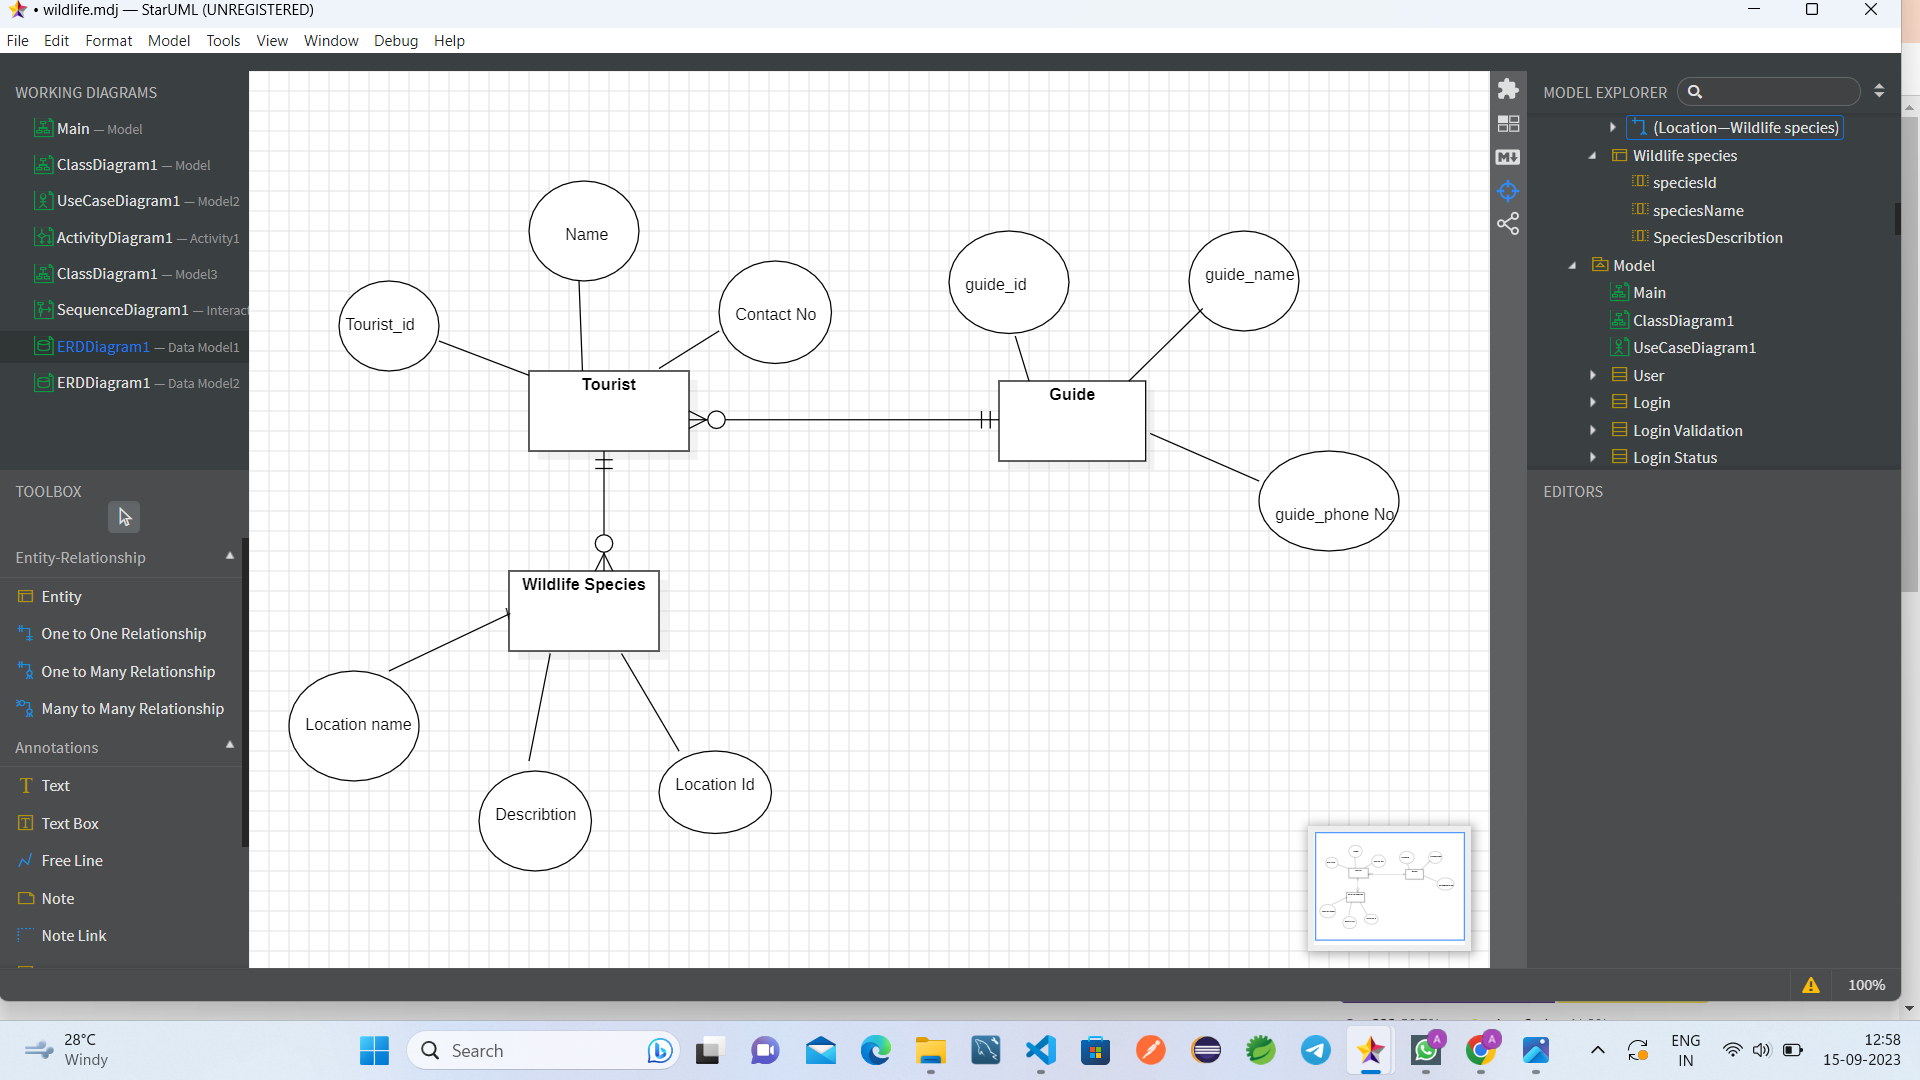 • wildlife.mdj — StarUML (UNREGISTERED)
File Edit Format Model Tools View Window Debug Help
WORKING DIAGRAMS
Main — Model
ClassDiagram1 — Model
UseCaseDiagram1 — Model2
ActivityDiagram1 — Activity1
ClassDiagram1 — Model3
SequenceDiagram1 — Interact
ERDDiagram1 — Data Model1
ERDDiagram1 — Data Model2
TOOLBOX
Entity-Relationship
Entity
One to One Relationship
One to Many Relationship
Many to Many Relationship
Annotations
Text
Text Box
Free Line
Note
Note Link
Name
Tourist_id
Contact No
Tourist
guide_id
guide_name
Guide
guide_phone No
Wildlife Species
Location name
Describtion
Location Id
MODEL EXPLORER
(Location—Wildlife species)
Wildlife species
speciesId
speciesName
SpeciesDescribtion
Model
Main
ClassDiagram1
UseCaseDiagram1
User
Login
Login Validation
Login Status
EDITORS
100%
28°C
Windy
Search
A
A
ENG
IN
12:58
15-09-2023